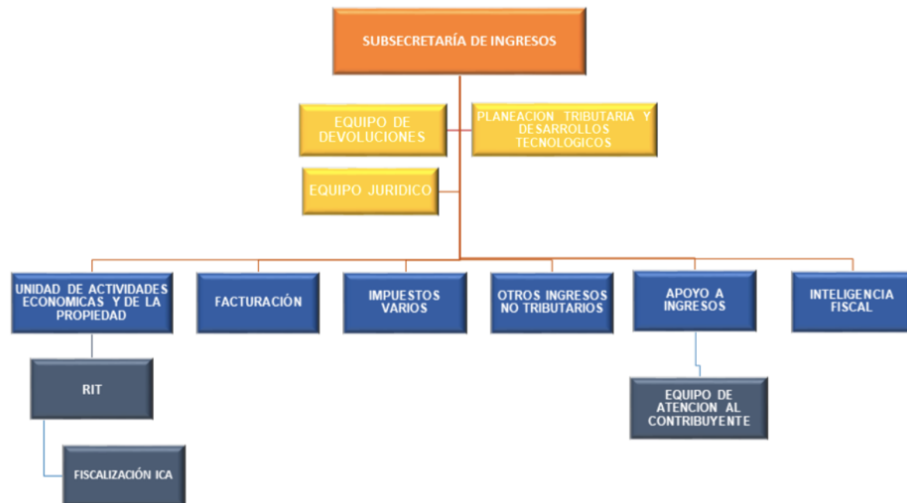 SUBSECRETARÍA DE INGRESOS
EQUIPO DE
DEVOLUCIONES
PLANEACION TRIBUTARIA Y
DESARROLLOS
TECNOLOGICOS
EQUIPO JURIDICO
UNIDAD DE ACTIVIDADES
ECONOMICAS Y DE LA
PROPIEDAD
FACTURACIÓN
IMPUESTOS
VARIOS
OTROS INGRESOS
NO TRIBUTARIOS
APOYO A
INGRESOS
INTELIGENCIA
FISCAL
RIT
EQUIPO DE
ATENCION AL
CONTRIBUYENTE
FISCALIZACIÓN ICA